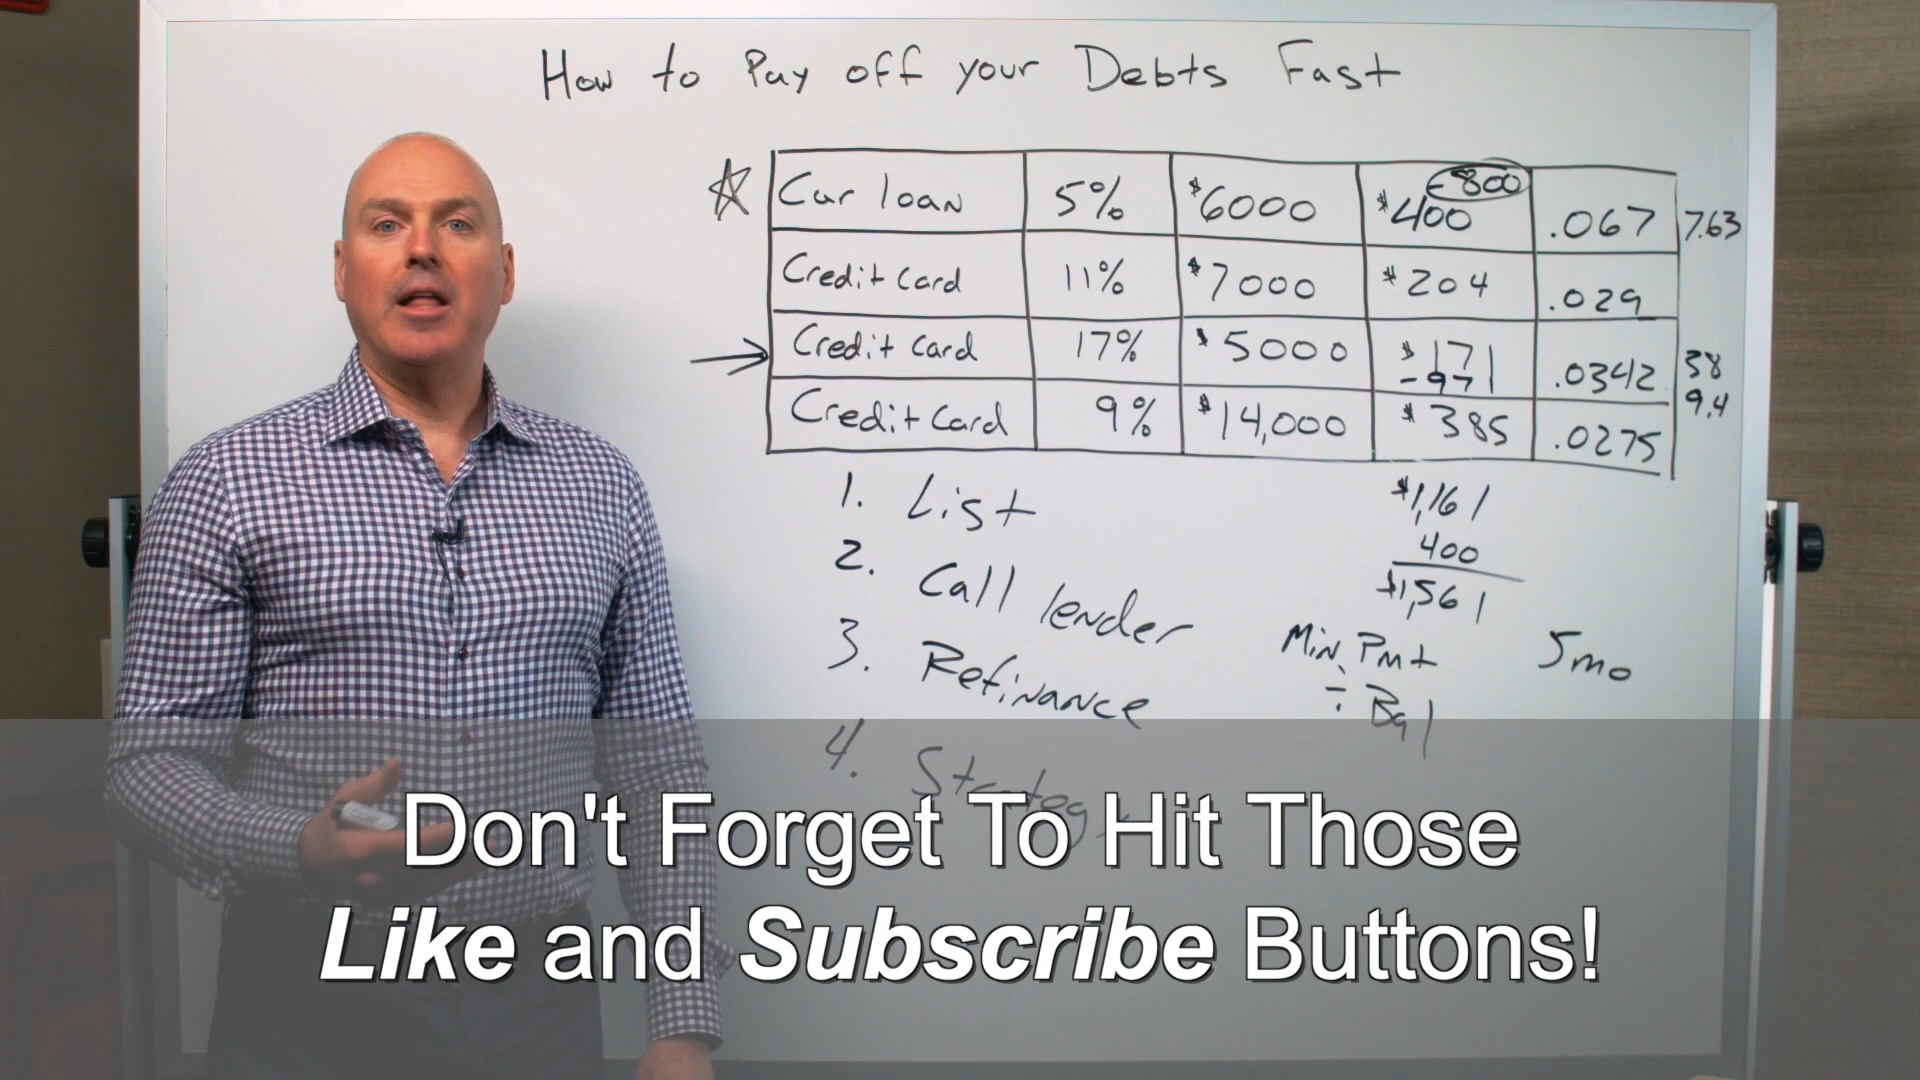 How to Pay off your Debts Fast
Car loan 5% $6000 $400 -800 .067 7.63
Credit Card 11% $7000 $204 .029
Credit Card 17% $5000 $171 -971 .0342 38 9.4
Credit Card 9% $14,000 $385 .0275
1. List
2. Call lender
3. Refinance
4. Strategy
$1,161
400
$1,561
Min. Pmt
÷ Bal
5mo
Don't Forget To Hit Those
Like and Subscribe Buttons!